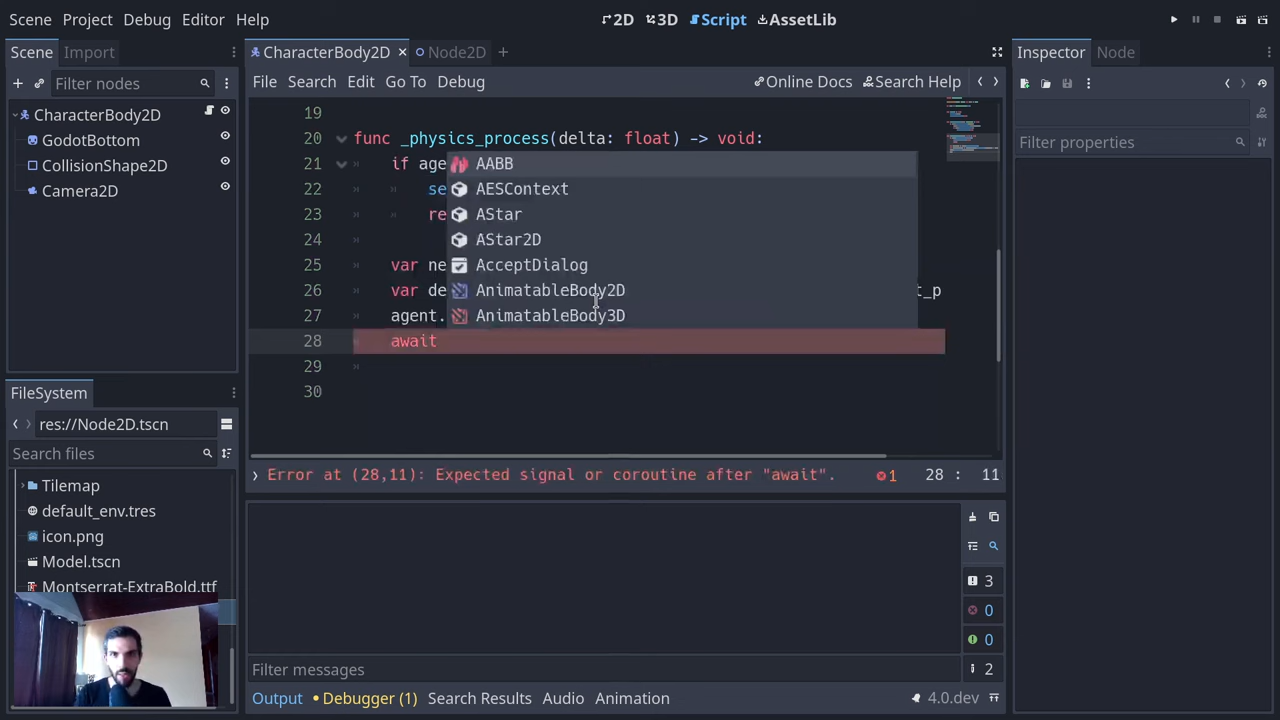 Scene Project Debug Editor Help 2D 3D Script AssetLib
Scene Import
Filter nodes
CharacterBody2D
GodotBottom
CollisionShape2D
Camera2D
FileSystem
res://Node2D.tscn
Search files
Tilemap
default_env.tres
icon.png
Model.tscn
Montserrat-ExtraBold.ttf
CharacterBody2D Node2D
File Search Edit Go To Debug Online Docs Search Help
19
20 func _physics_process(delta: float) -> void:
21 if age
22 se
23 re
24
25 var ne
26 var de t_p
27 agent.
28 await
29
30
AABB
AESContext
AStar
AStar2D
AcceptDialog
AnimatableBody2D
AnimatableBody3D
Error at (28,11): Expected signal or coroutine after "await". 1 28 : 11
3
0
0
2
Filter messages
Output Debugger (1) Search Results Audio Animation 4.0.dev
Inspector Node
Filter properties